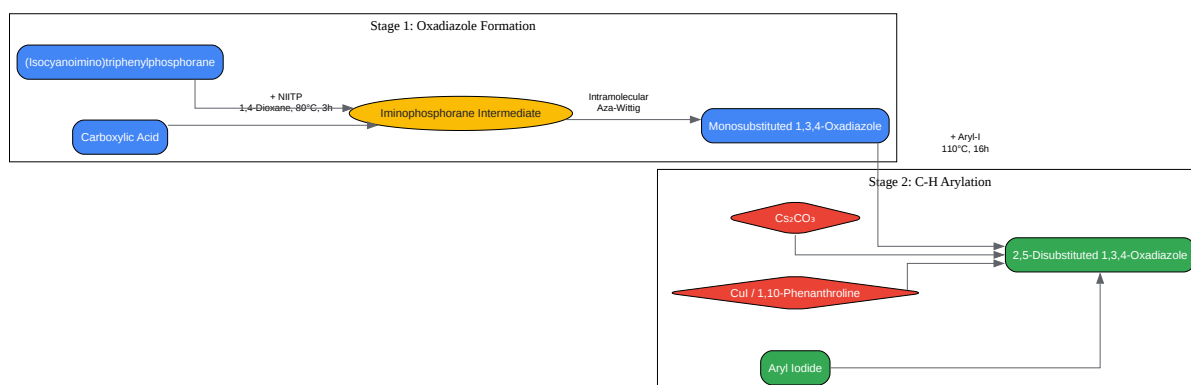 Stage 1: Oxadiazole Formation
(Isocyanoimino)triphenylphosphorane
+ NIITP
1,4-Dioxane, 80°C, 3h
Carboxylic Acid
Iminophosphorane Intermediate
Intramolecular
Aza-Wittig
Monosubstituted 1,3,4-Oxadiazole
+ Aryl-I
110°C, 16h
Stage 2: C-H Arylation
Cs₂CO₃
2,5-Disubstituted 1,3,4-Oxadiazole
CuI / 1,10-Phenanthroline
Aryl Iodide